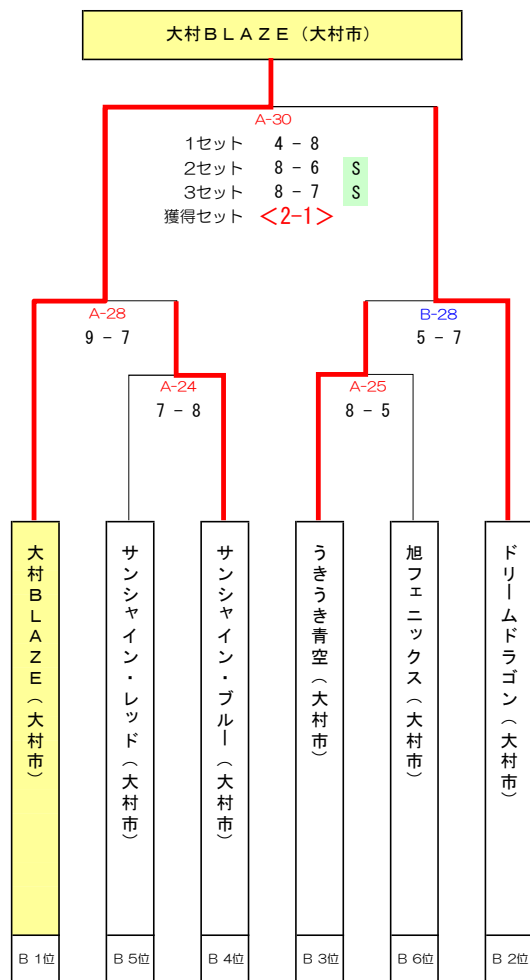 大村ＢＬＡＺＥ（大村市）
A-30
1セット 4 - 8
2セット 8 - 6 S
3セット 8 - 7 S
獲得セット ＜2-1＞
A-28
9 - 7
B-28
5 - 7
A-24
7 - 8
A-25
8 - 5
大村ＢＬＡＺＥ（大村市）
サンシャイン・レッド（大村市）
サンシャイン・ブルー（大村市）
うきうき青空（大村市）
旭フェニックス（大村市）
ドリームドラゴン（大村市）
B 1位
B 5位
B 4位
B 3位
B 6位
B 2位